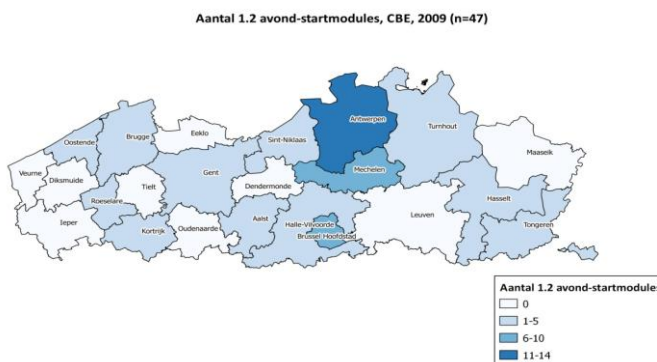 Aantal 1.2 avond-startmodules, CBE, 2009 (n=47)
Antwerpen
Turnhout
Eeklo
Brugge
Oostende
Sint-Niklaas
Maaseik
Mechelen
Veurne
Gent
Diksmuide
Tielt
Dendermonde
Roeselare
Leuven
Hasselt
Ieper
Aalst
Halle-Vilvoorde
Tongeren
Kortrijk
Oudenaarde
Brussel Hoofdstad
Aantal 1.2 avond-startmodules
0
1-5
6-10
11-14